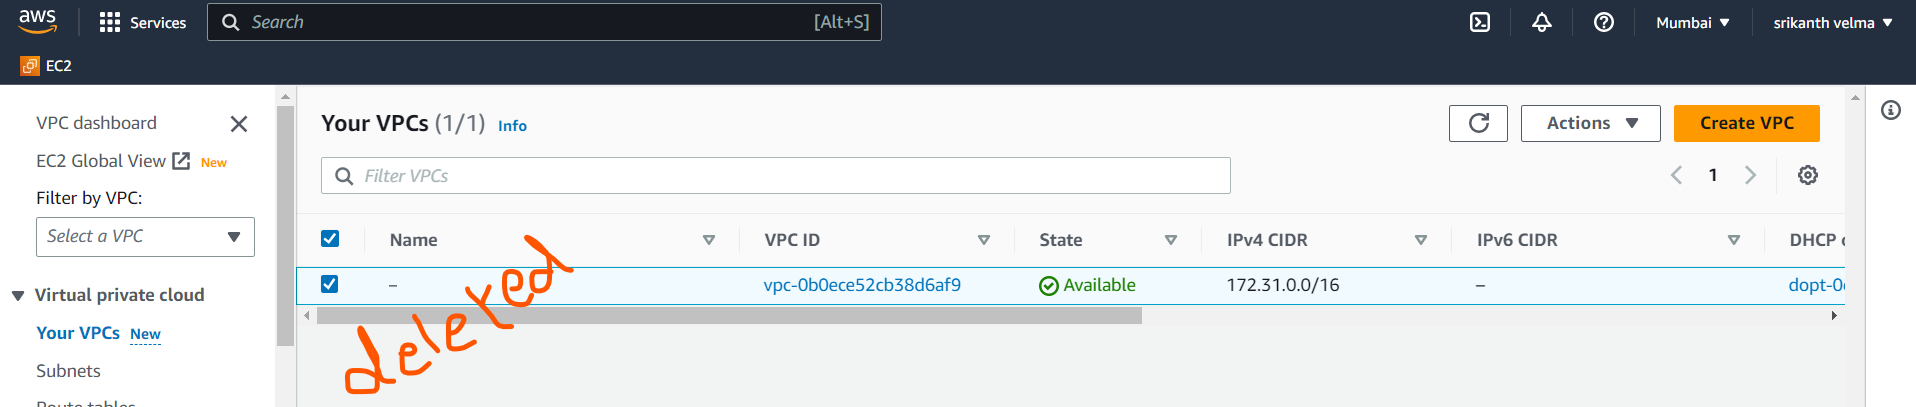 aws
Services
Search
[Alt+S]
Mumbai
srikanth velma
EC2
VPC dashboard
EC2 Global View New
Filter by VPC:
Select a VPC
Virtual private cloud
Your VPCs New
Subnets
Route tables
Your VPCs (1/1) Info
Actions
Create VPC
Filter VPCs
1
Name VPC ID State IPv4 CIDR IPv6 CIDR DHCP
– vpc-0b0ece52cb38d6af9 Available 172.31.0.0/16 – dopt-0
deleted